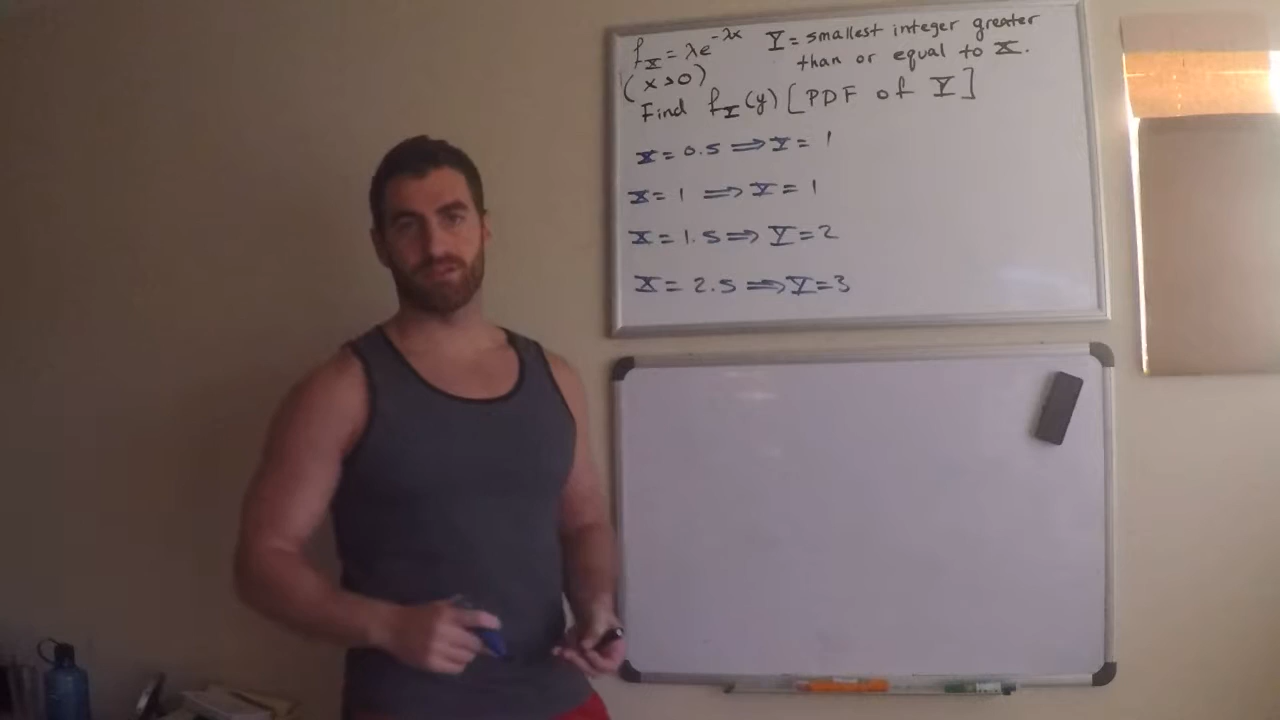 f_X = λe^{-λx} Y = smallest integer greater
(x>0) than or equal to X.
Find f_Y(y) [PDF of Y]
X = 0.5 ⟹ Y = 1
X = 1 ⟹ Y = 1
X = 1.5 ⟹ Y = 2
X = 2.5 ⟹ Y = 3